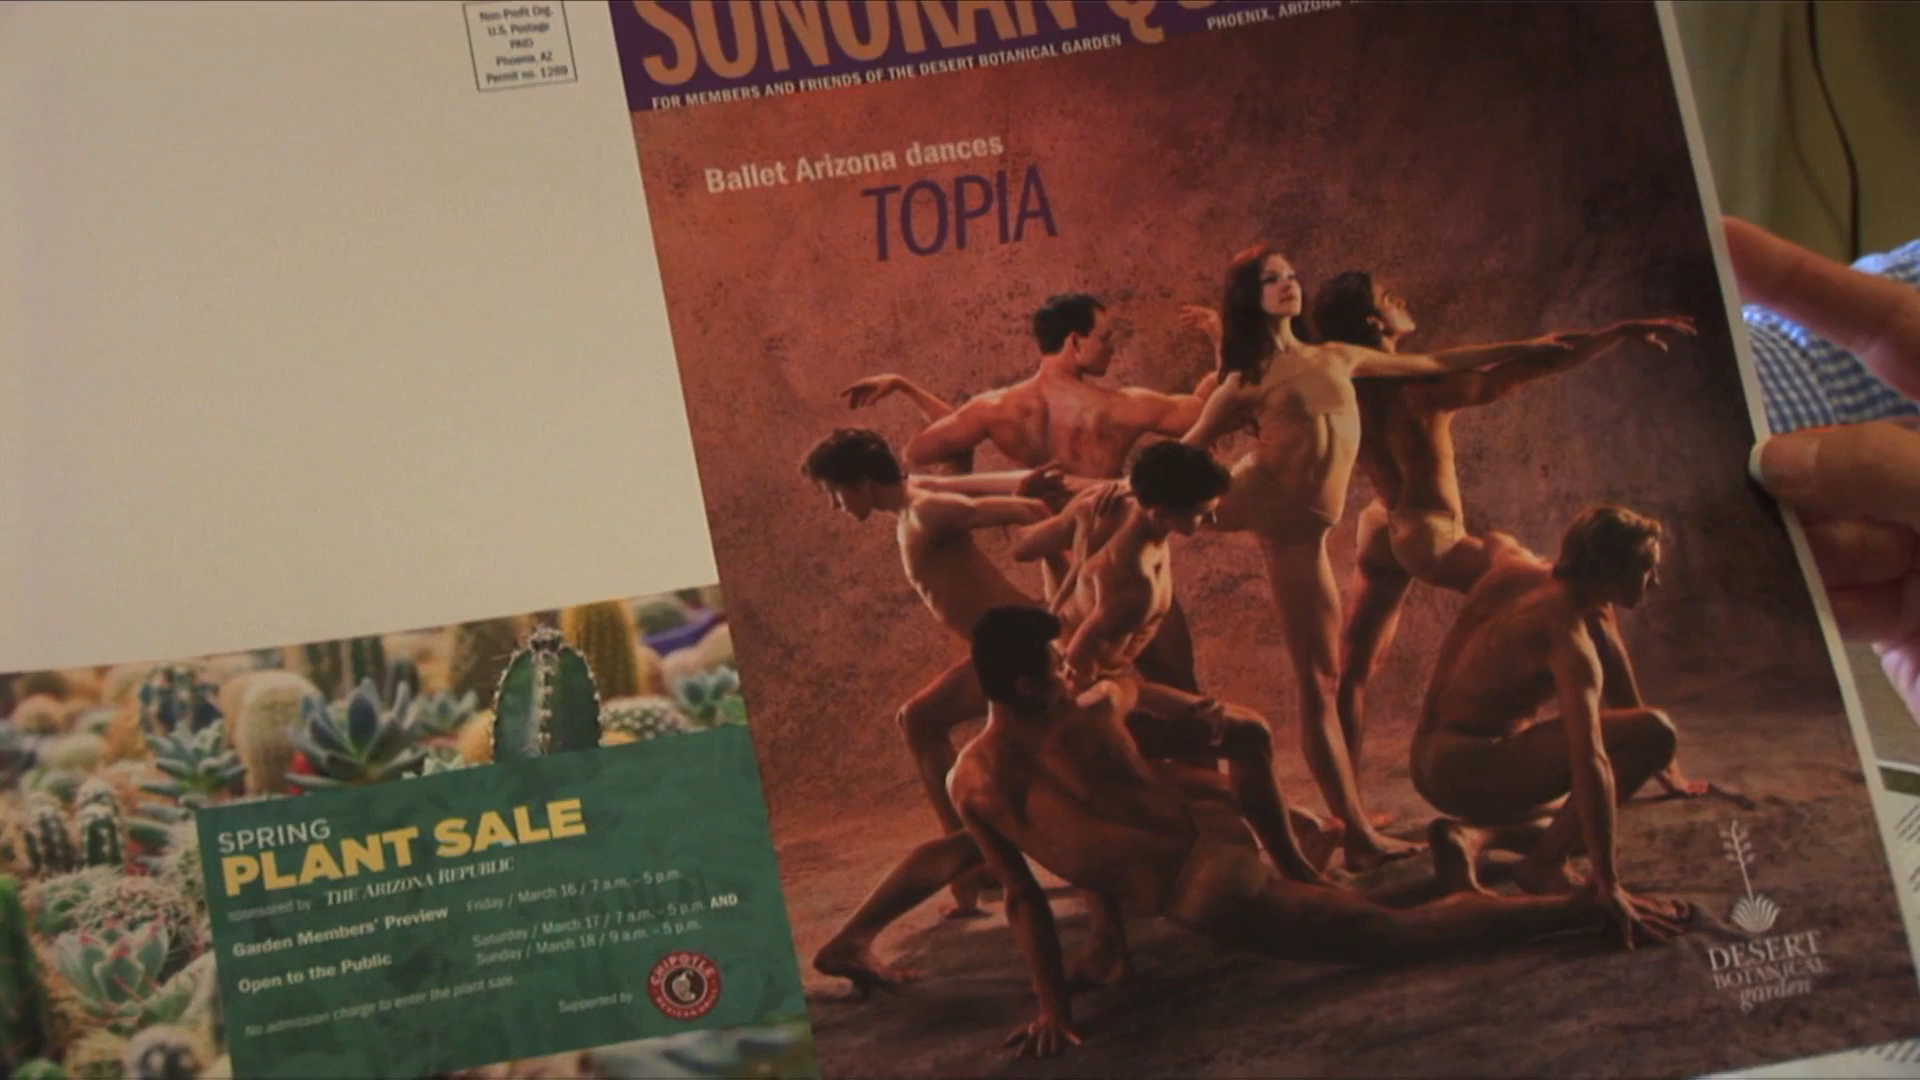 Non-Profit Org.
U.S. Postage
PAID
Phoenix, AZ
Permit no. 1269
SONORAN
PHOENIX, ARIZONA
FOR MEMBERS AND FRIENDS OF THE DESERT BOTANICAL GARDEN
Ballet Arizona dances
TOPIA
SPRING
PLANT SALE
sponsored by THE ARIZONA REPUBLIC
Garden Members' Preview Friday / March 16 / 7 a.m. - 5 p.m.
Open to the Public Saturday / March 17 / 7 a.m. - 5 p.m. AND
Sunday / March 18 / 9 a.m. - 5 p.m.
No admission charge to enter the plant sale.
Supported by
CHIPOTLE
MEXICAN GRILL
DESERT
BOTANICAL
garden